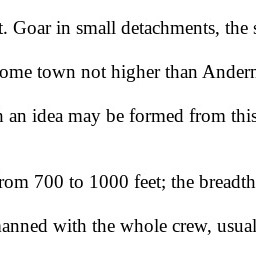 t. Goar in small detachments, the s
ome town not higher than Andern
an idea may be formed from this
rom 700 to 1000 feet; the breadth
anned with the whole crew, usual